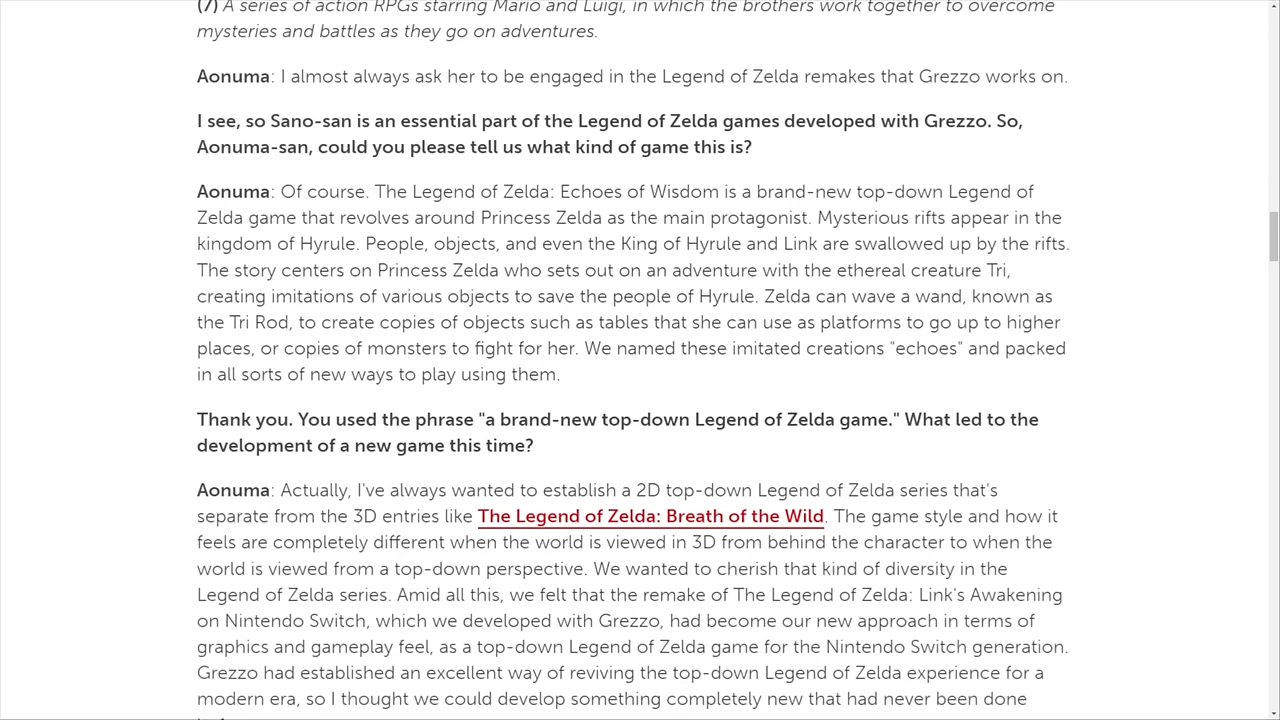 (7) A series of action RPGs starring Mario and Luigi, in which the brothers work together to overcome
mysteries and battles as they go on adventures.
Aonuma: I almost always ask her to be engaged in the Legend of Zelda remakes that Grezzo works on.
I see, so Sano-san is an essential part of the Legend of Zelda games developed with Grezzo. So,
Aonuma-san, could you please tell us what kind of game this is?
Aonuma: Of course. The Legend of Zelda: Echoes of Wisdom is a brand-new top-down Legend of
Zelda game that revolves around Princess Zelda as the main protagonist. Mysterious rifts appear in the
kingdom of Hyrule. People, objects, and even the King of Hyrule and Link are swallowed up by the rifts.
The story centers on Princess Zelda who sets out on an adventure with the ethereal creature Tri,
creating imitations of various objects to save the people of Hyrule. Zelda can wave a wand, known as
the Tri Rod, to create copies of objects such as tables that she can use as platforms to go up to higher
places, or copies of monsters to fight for her. We named these imitated creations "echoes" and packed
in all sorts of new ways to play using them.
Thank you. You used the phrase "a brand-new top-down Legend of Zelda game." What led to the
development of a new game this time?
Aonuma: Actually, I've always wanted to establish a 2D top-down Legend of Zelda series that's
separate from the 3D entries like The Legend of Zelda: Breath of the Wild. The game style and how it
feels are completely different when the world is viewed in 3D from behind the character to when the
world is viewed from a top-down perspective. We wanted to cherish that kind of diversity in the
Legend of Zelda series. Amid all this, we felt that the remake of The Legend of Zelda: Link's Awakening
on Nintendo Switch, which we developed with Grezzo, had become our new approach in terms of
graphics and gameplay feel, as a top-down Legend of Zelda game for the Nintendo Switch generation.
Grezzo had established an excellent way of reviving the top-down Legend of Zelda experience for a
modern era, so I thought we could develop something completely new that had never been done